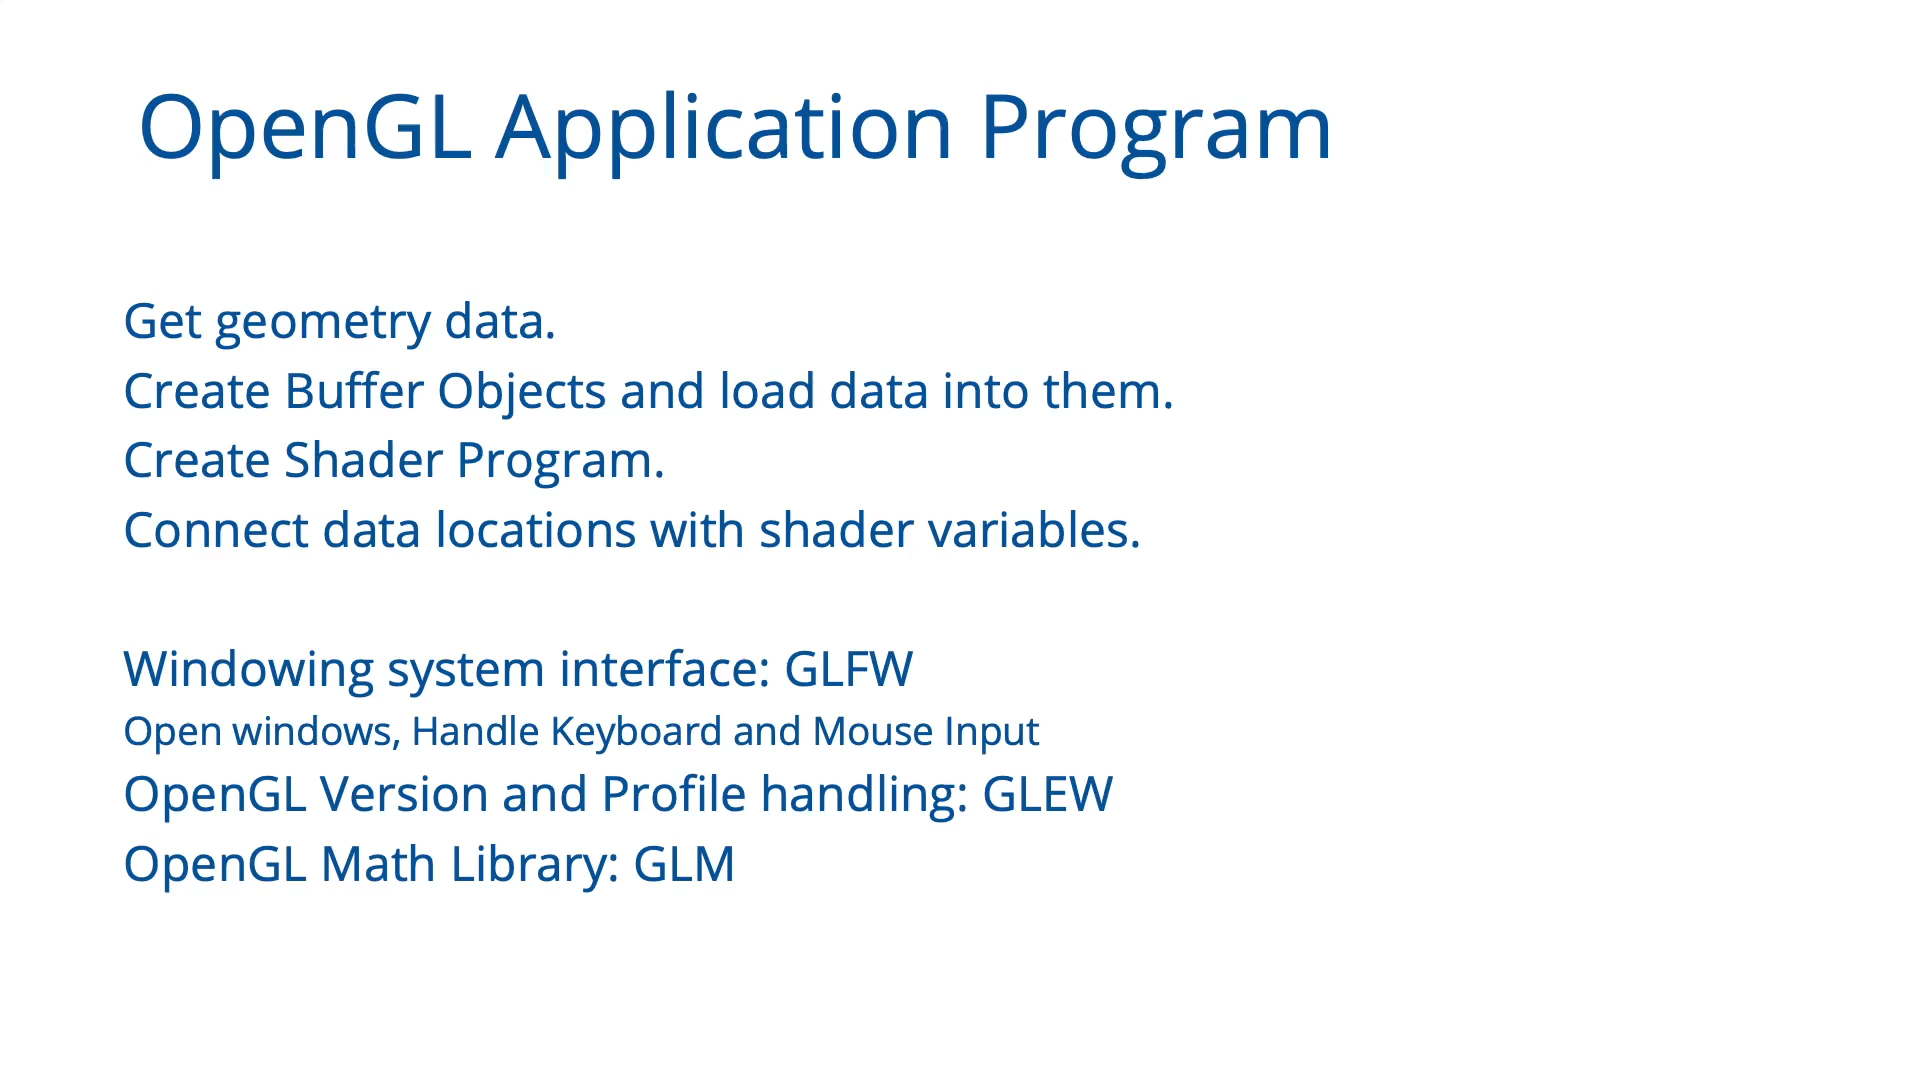 OpenGL Application Program
Get geometry data.
Create Buffer Objects and load data into them.
Create Shader Program.
Connect data locations with shader variables.
Windowing system interface: GLFW
Open windows, Handle Keyboard and Mouse Input
OpenGL Version and Profile handling: GLEW
OpenGL Math Library: GLM